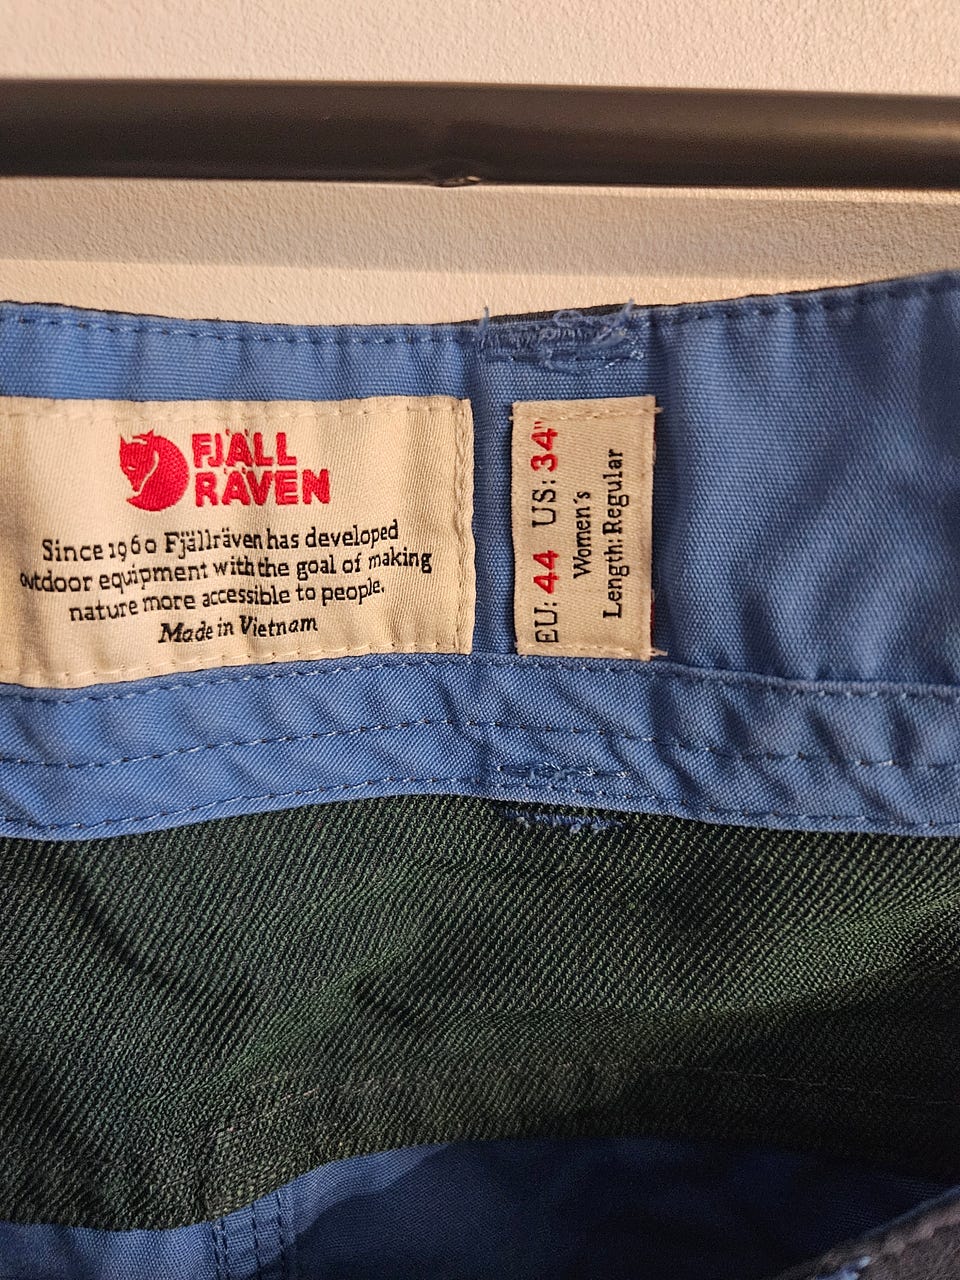 FJÄLL
RÄVEN
Since 1960 Fjällräven has developed
outdoor equipment with the goal of making
nature more accessible to people.
Made in Vietnam
EU: 44 US: 34"
Women's
Length: Regular